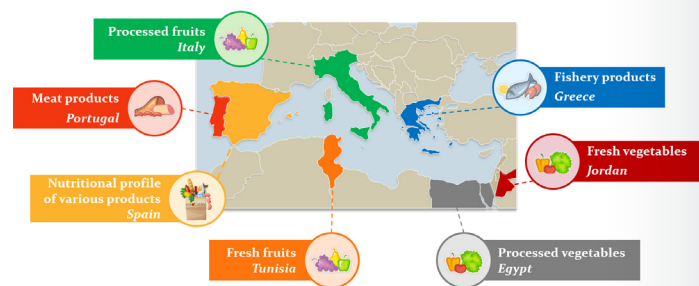 Processed fruits
Italy
Meat products
Portugal
Fishery products
Greece
Fresh vegetables
Jordan
Nutritional profile
of various products
Spain
Fresh fruits
Tunisia
Processed vegetables
Egypt